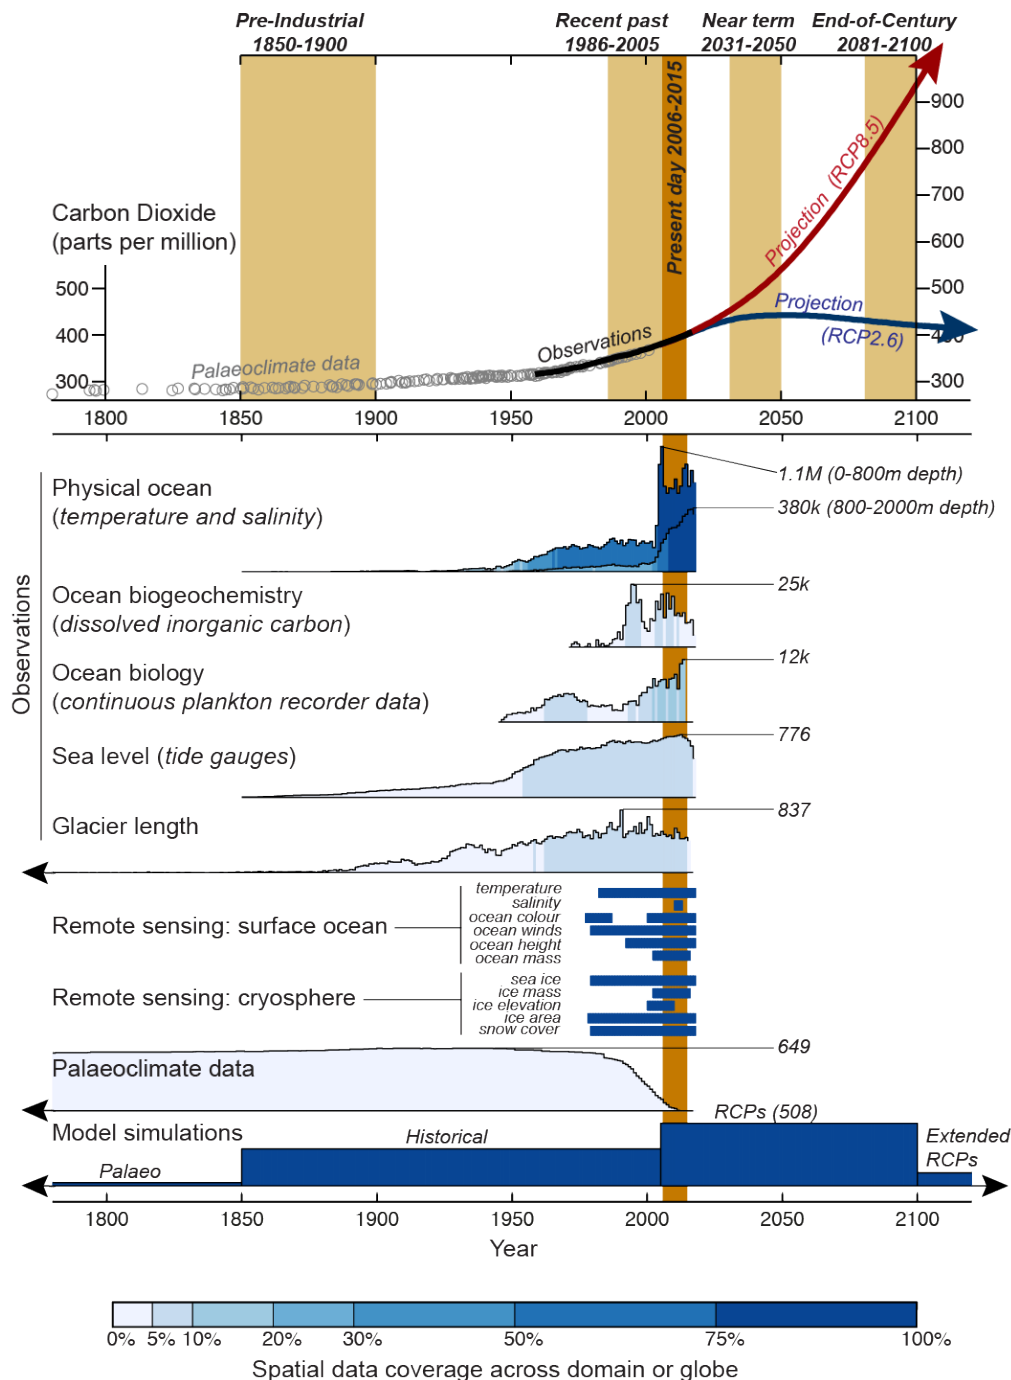 Pre-Industrial
1850-1900
Recent past
1986-2005
Near term
2031-2050
End-of-Century
2081-2100
Present day 2006-2015
Carbon Dioxide
(parts per million)
500
400
300
900
800
700
600
500
400
300
Palaeoclimate data
Observations
Projection (RCP8.5)
Projection
(RCP2.6)
1800 1850 1900 1950 2000 2050 2100
Observations
Physical ocean
(temperature and salinity)
1.1M (0-800m depth)
380k (800-2000m depth)
Ocean biogeochemistry
(dissolved inorganic carbon)
25k
Ocean biology
(continuous plankton recorder data)
12k
Sea level (tide gauges)
776
Glacier length
837
Remote sensing: surface ocean
temperature
salinity
ocean colour
ocean winds
ocean height
ocean mass
Remote sensing: cryosphere
sea ice
ice mass
ice elevation
ice area
snow cover
Palaeoclimate data
649
Model simulations
Palaeo
Historical
RCPs (508)
Extended
RCPs
1800 1850 1900 1950 2000 2050 2100
Year
0% 5% 10% 20% 30% 50% 75% 100%
Spatial data coverage across domain or globe